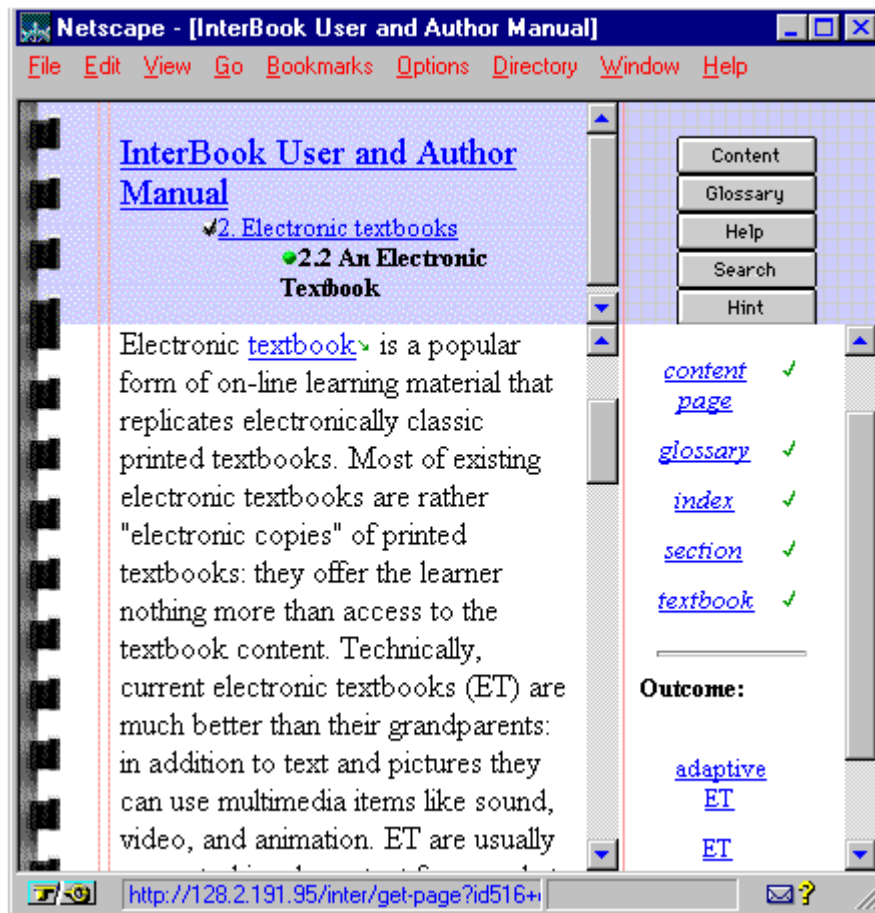 Netscape - [InterBook User and Author Manual]
File Edit View Go Bookmarks Options Directory Window Help
InterBook User and Author
Manual
2. Electronic textbooks
2.2 An Electronic
Textbook
Content
Glossary
Help
Search
Hint
Electronic textbook is a popular
form of on-line learning material that
replicates electronically classic
printed textbooks. Most of existing
electronic textbooks are rather
"electronic copies" of printed
textbooks: they offer the learner
nothing more than access to the
textbook content. Technically,
current electronic textbooks (ET) are
much better than their grandparents:
in addition to text and pictures they
can use multimedia items like sound,
video, and animation. ET are usually
content
page
glossary
index
section
textbook
Outcome:
adaptive
ET
ET
http://128.2.191.95/inter/get-page?id516+